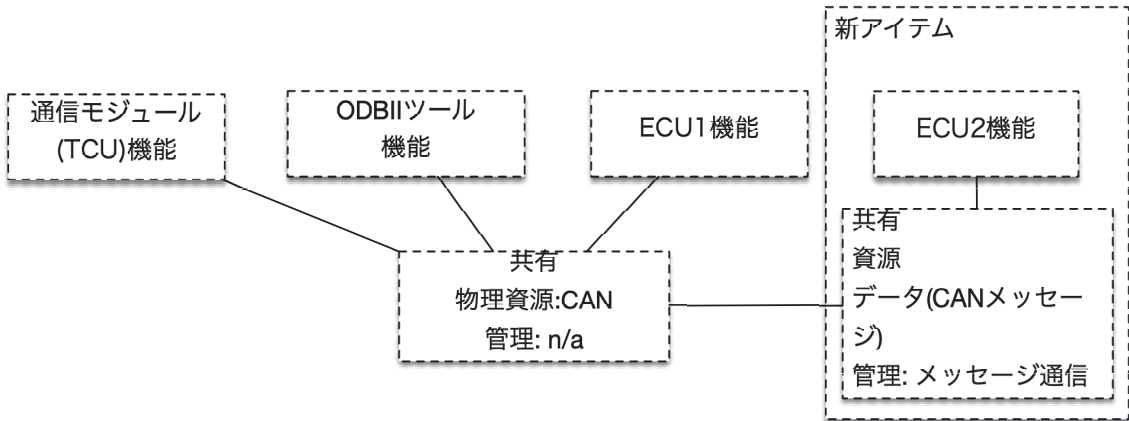 新アイテム
通信モジュール
(TCU)機能
ODBIIツール
機能
ECU1機能
ECU2機能
共有
物理資源:CAN
管理: n/a
共有
資源
データ(CANメッセー
ジ)
管理: メッセージ通信